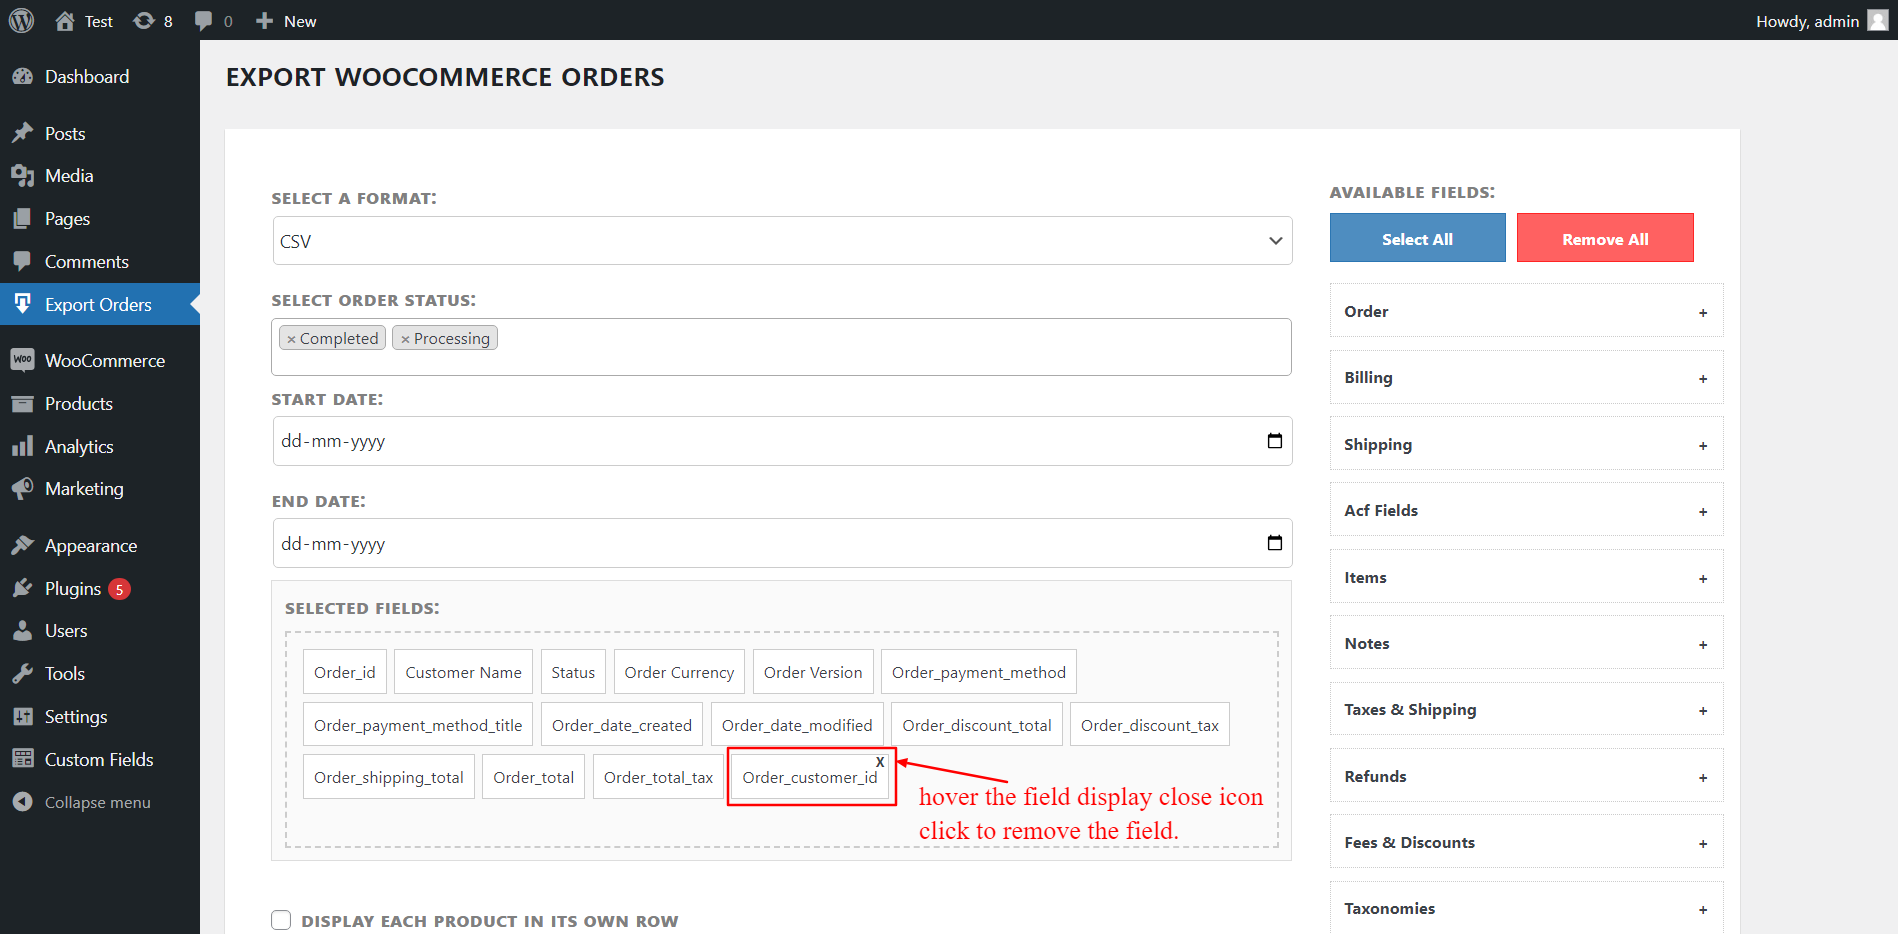 Test 8 0 New Howdy, admin
Dashboard
Posts
Media
Pages
Comments
Export Orders
WOO WooCommerce
Products
Analytics
Marketing
Appearance
Plugins 5
Users
Tools
Settings
Custom Fields
Collapse menu
EXPORT WOOCOMMERCE ORDERS
SELECT A FORMAT:
CSV
SELECT ORDER STATUS:
× Completed × Processing
START DATE:
dd-mm-yyyy
END DATE:
dd-mm-yyyy
SELECTED FIELDS:
Order_id Customer Name Status Order Currency Order Version Order_payment_method
Order_payment_method_title Order_date_created Order_date_modified Order_discount_total Order_discount_tax
Order_shipping_total Order_total Order_total_tax Order_customer_id X
hover the field display close icon
click to remove the field.
DISPLAY EACH PRODUCT IN ITS OWN ROW
AVAILABLE FIELDS:
Select All Remove All
Order +
Billing +
Shipping +
Acf Fields +
Items +
Notes +
Taxes & Shipping +
Refunds +
Fees & Discounts +
Taxonomies +